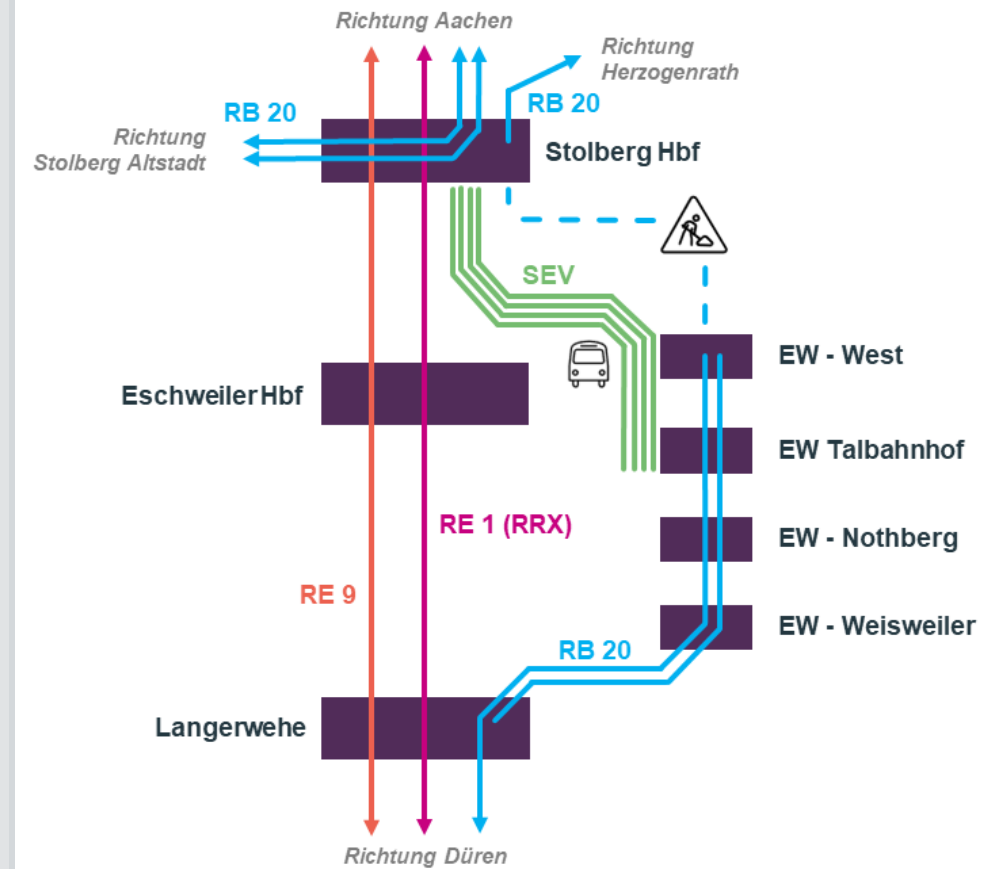 Richtung Aachen
Richtung
Herzogenrath
RB 20
RB 20
Richtung
Stolberg Altstadt
Stolberg Hbf
SEV
EW - West
Eschweiler Hbf
EW Talbahnhof
RE 1 (RRX)
EW - Nothberg
RE 9
EW - Weisweiler
RB 20
Langerwehe
Richtung Düren